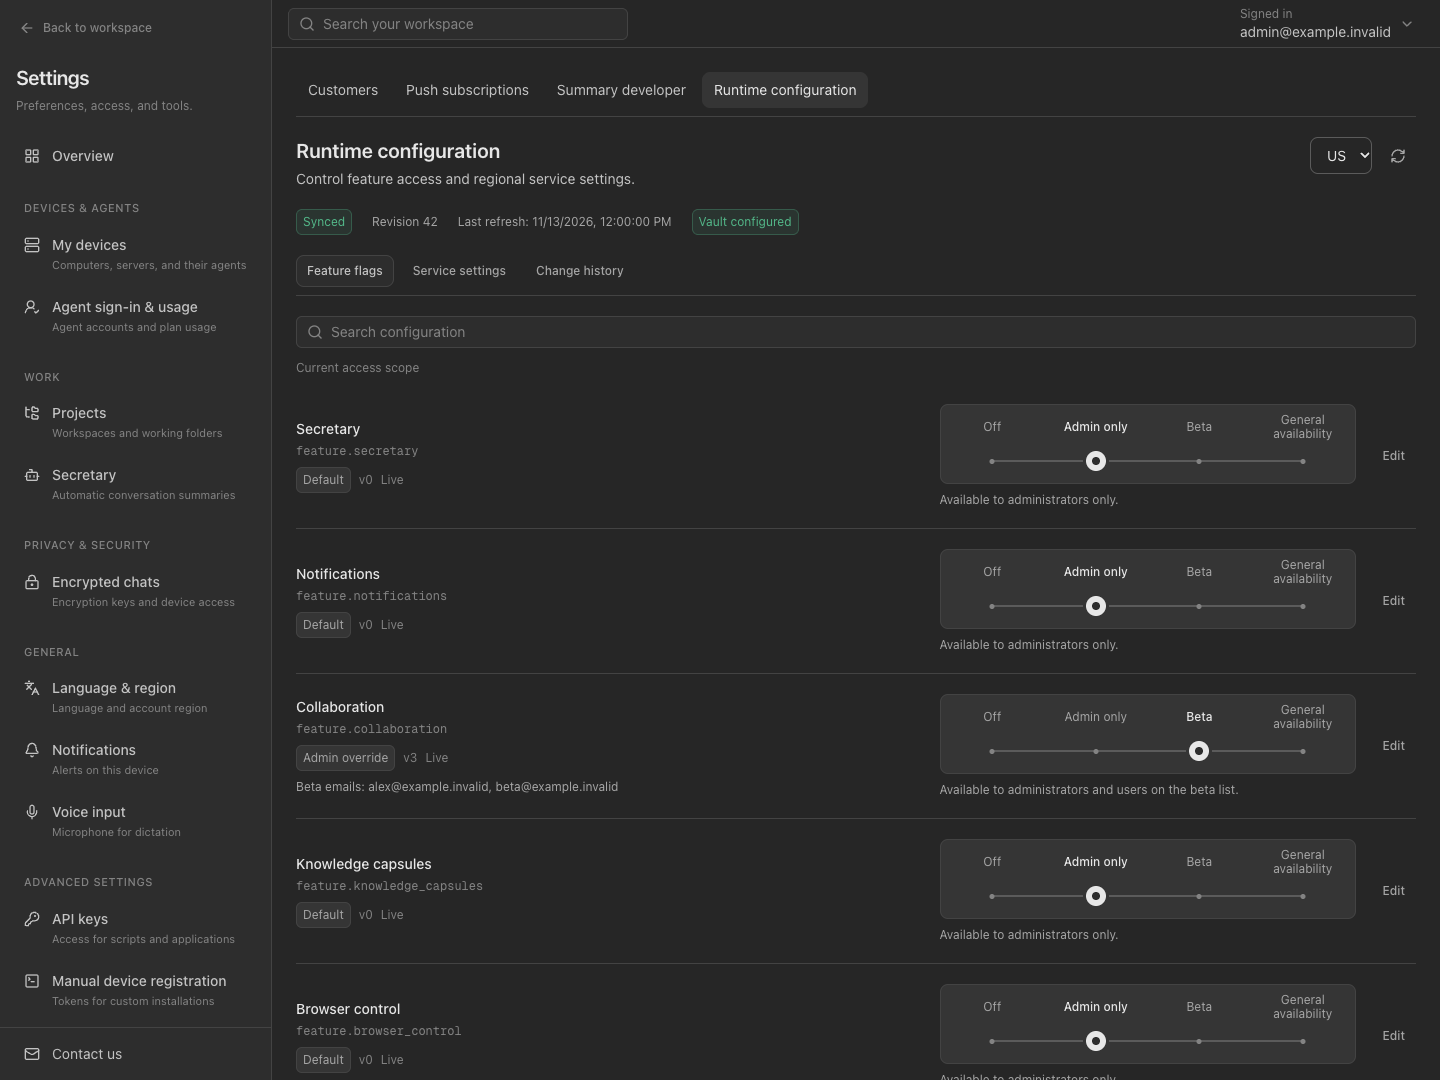 Back to workspace
Settings
Preferences, access, and tools.
Overview
DEVICES & AGENTS
My devices
Computers, servers, and their agents
Agent sign-in & usage
Agent accounts and plan usage
WORK
Projects
Workspaces and working folders
Secretary
Automatic conversation summaries
PRIVACY & SECURITY
Encrypted chats
Encryption keys and device access
GENERAL
Language & region
Language and account region
Notifications
Alerts on this device
Voice input
Microphone for dictation
ADVANCED SETTINGS
API keys
Access for scripts and applications
Manual device registration
Tokens for custom installations
Contact us
Search your workspace
Signed in
admin@example.invalid
Customers
Push subscriptions
Summary developer
Runtime configuration
Runtime configuration
Control feature access and regional service settings.
US
Synced
Revision 42
Last refresh: 11/13/2026, 12:00:00 PM
Vault configured
Feature flags
Service settings
Change history
Search configuration
Current access scope
Secretary
feature.secretary
Default v0 Live
Off
Admin only
Beta
General
availability
Available to administrators only.
Edit
Notifications
feature.notifications
Default v0 Live
Off
Admin only
Beta
General
availability
Available to administrators only.
Edit
Collaboration
feature.collaboration
Admin override v3 Live
Beta emails: alex@example.invalid, beta@example.invalid
Off
Admin only
Beta
General
availability
Available to administrators and users on the beta list.
Edit
Knowledge capsules
feature.knowledge_capsules
Default v0 Live
Off
Admin only
Beta
General
availability
Available to administrators only.
Edit
Browser control
feature.browser_control
Default v0 Live
Off
Admin only
Beta
General
availability
Available to administrators only.
Edit